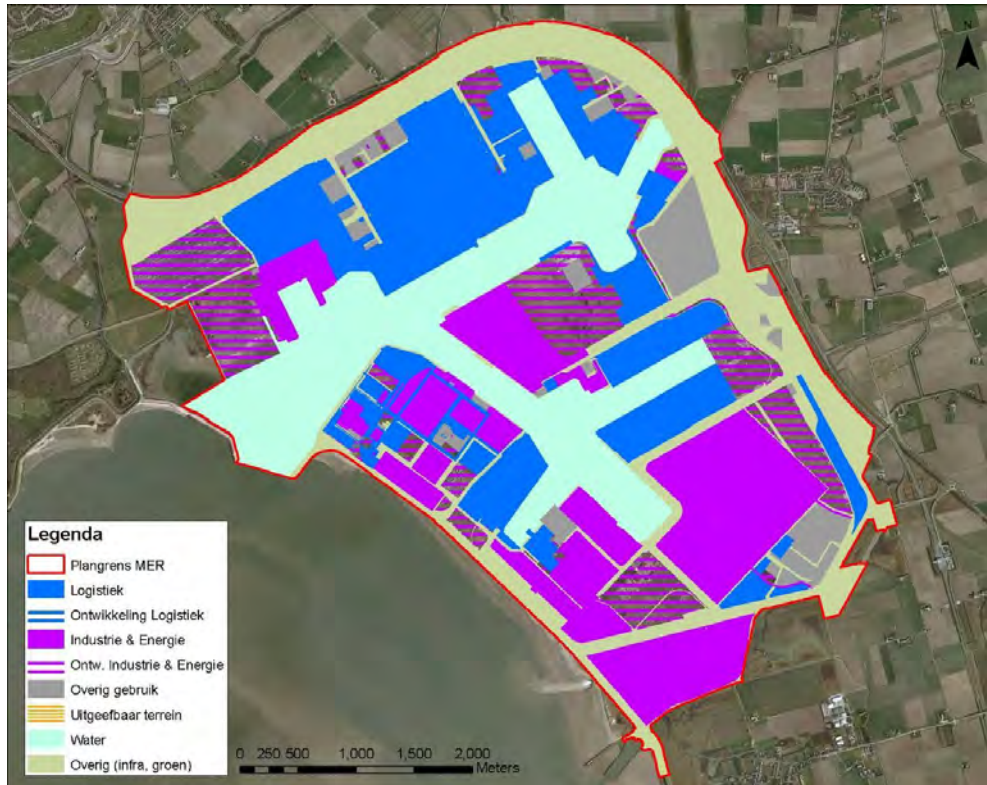 N
Legenda
Plangrens MER
Logistiek
Ontwikkeling Logistiek
Industrie & Energie
Ontw. Industrie & Energie
Overig gebruik
Uitgeefbaar terrein
Water
Overig (infra, groen)
0 250 500 1,000 1,500 2,000
Meters